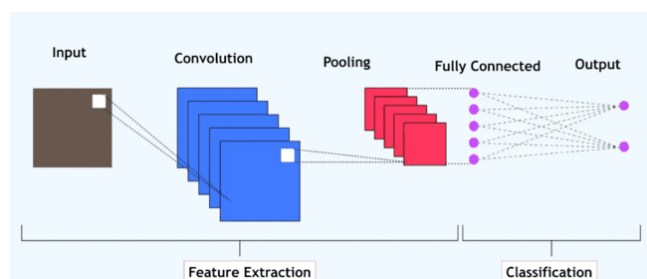 Input
Convolution
Pooling
Fully Connected
Output
Feature Extraction
Classification